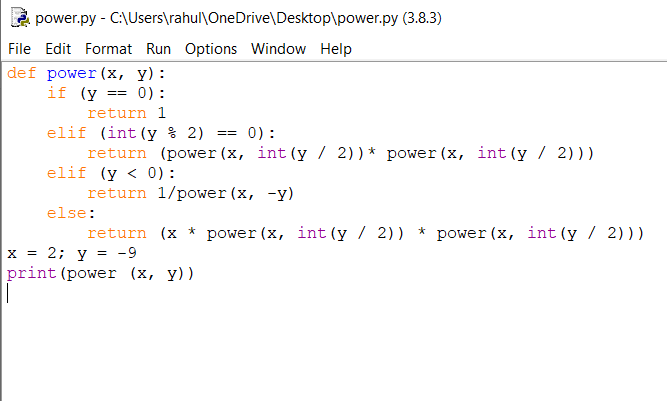 power.py - C:\Users\rahul\OneDrive\Desktop\power.py (3.8.3)
File Edit Format Run Options Window Help
def power(x, y):
    if (y == 0):
        return 1
    elif (int(y % 2) == 0):
        return (power(x, int(y / 2))* power(x, int(y / 2)))
    elif (y < 0):
        return 1/power(x, -y)
    else:
        return (x * power(x, int(y / 2)) * power(x, int(y / 2)))
x = 2; y = -9
print(power (x, y))